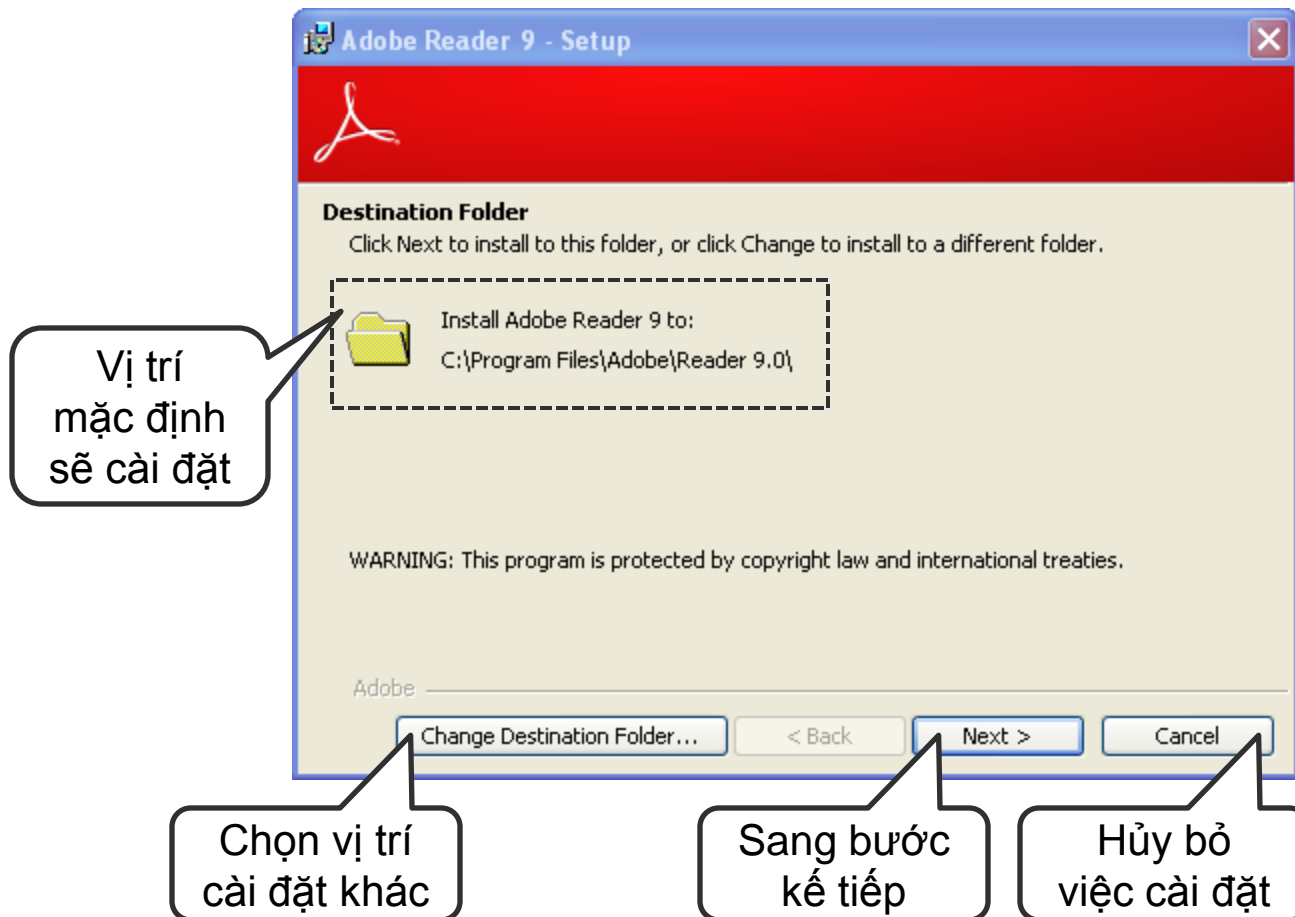 Adobe Reader 9 - Setup
Destination Folder
Click Next to install to this folder, or click Change to install to a different folder.
Install Adobe Reader 9 to:
C:\Program Files\Adobe\Reader 9.0\
Vị trí
mặc định
sẽ cài đặt
WARNING: This program is protected by copyright law and international treaties.
Adobe
Change Destination Folder...
< Back
Next >
Cancel
Chọn vị trí
cài đặt khác
Sang bước
kế tiếp
Hủy bỏ
việc cài đặt